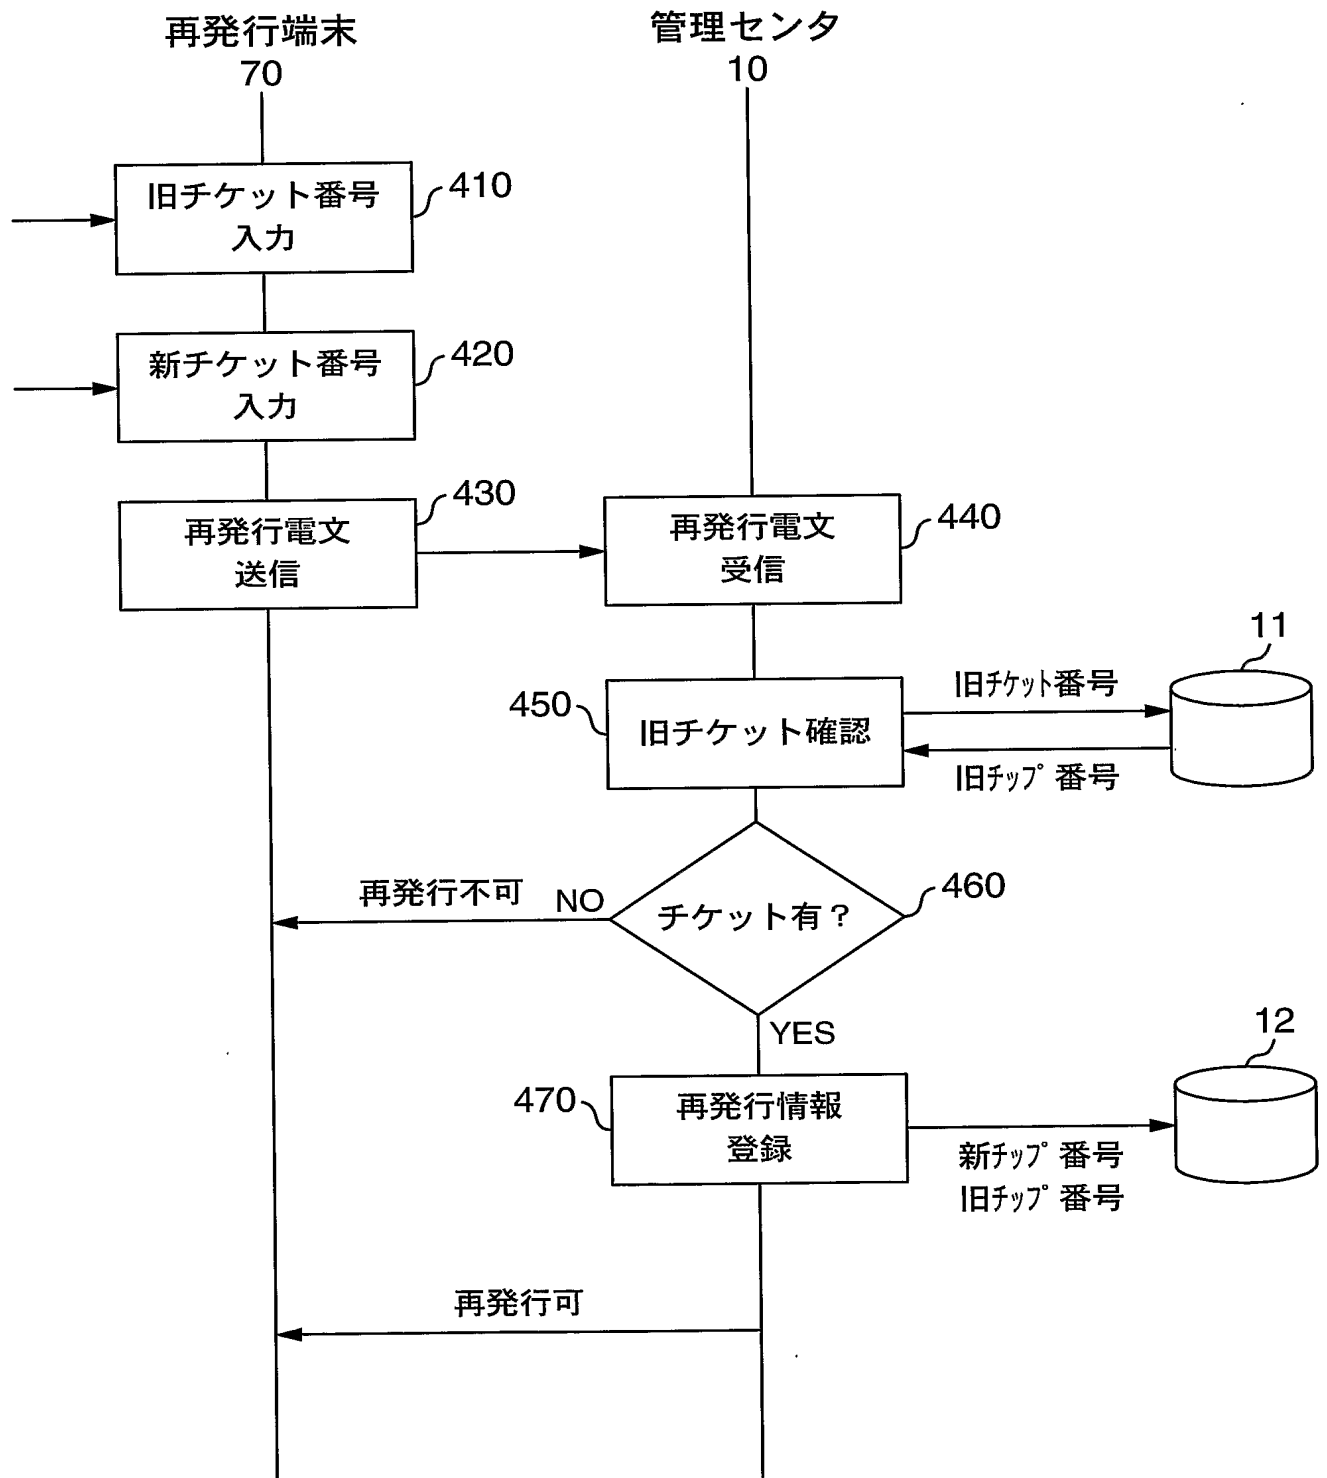 再発行端末
70
管理センタ
10
旧チケット番号
入力
410
新チケット番号
入力
420
再発行電文
送信
430
再発行電文
受信
440
11
旧チケット確認
450
旧ﾁｹｯﾄ番号
旧ﾁｯﾌﾟ番号
再発行不可
NO
チケット有？
460
YES
12
再発行情報
登録
470
新ﾁｯﾌﾟ番号
旧ﾁｯﾌﾟ番号
再発行可